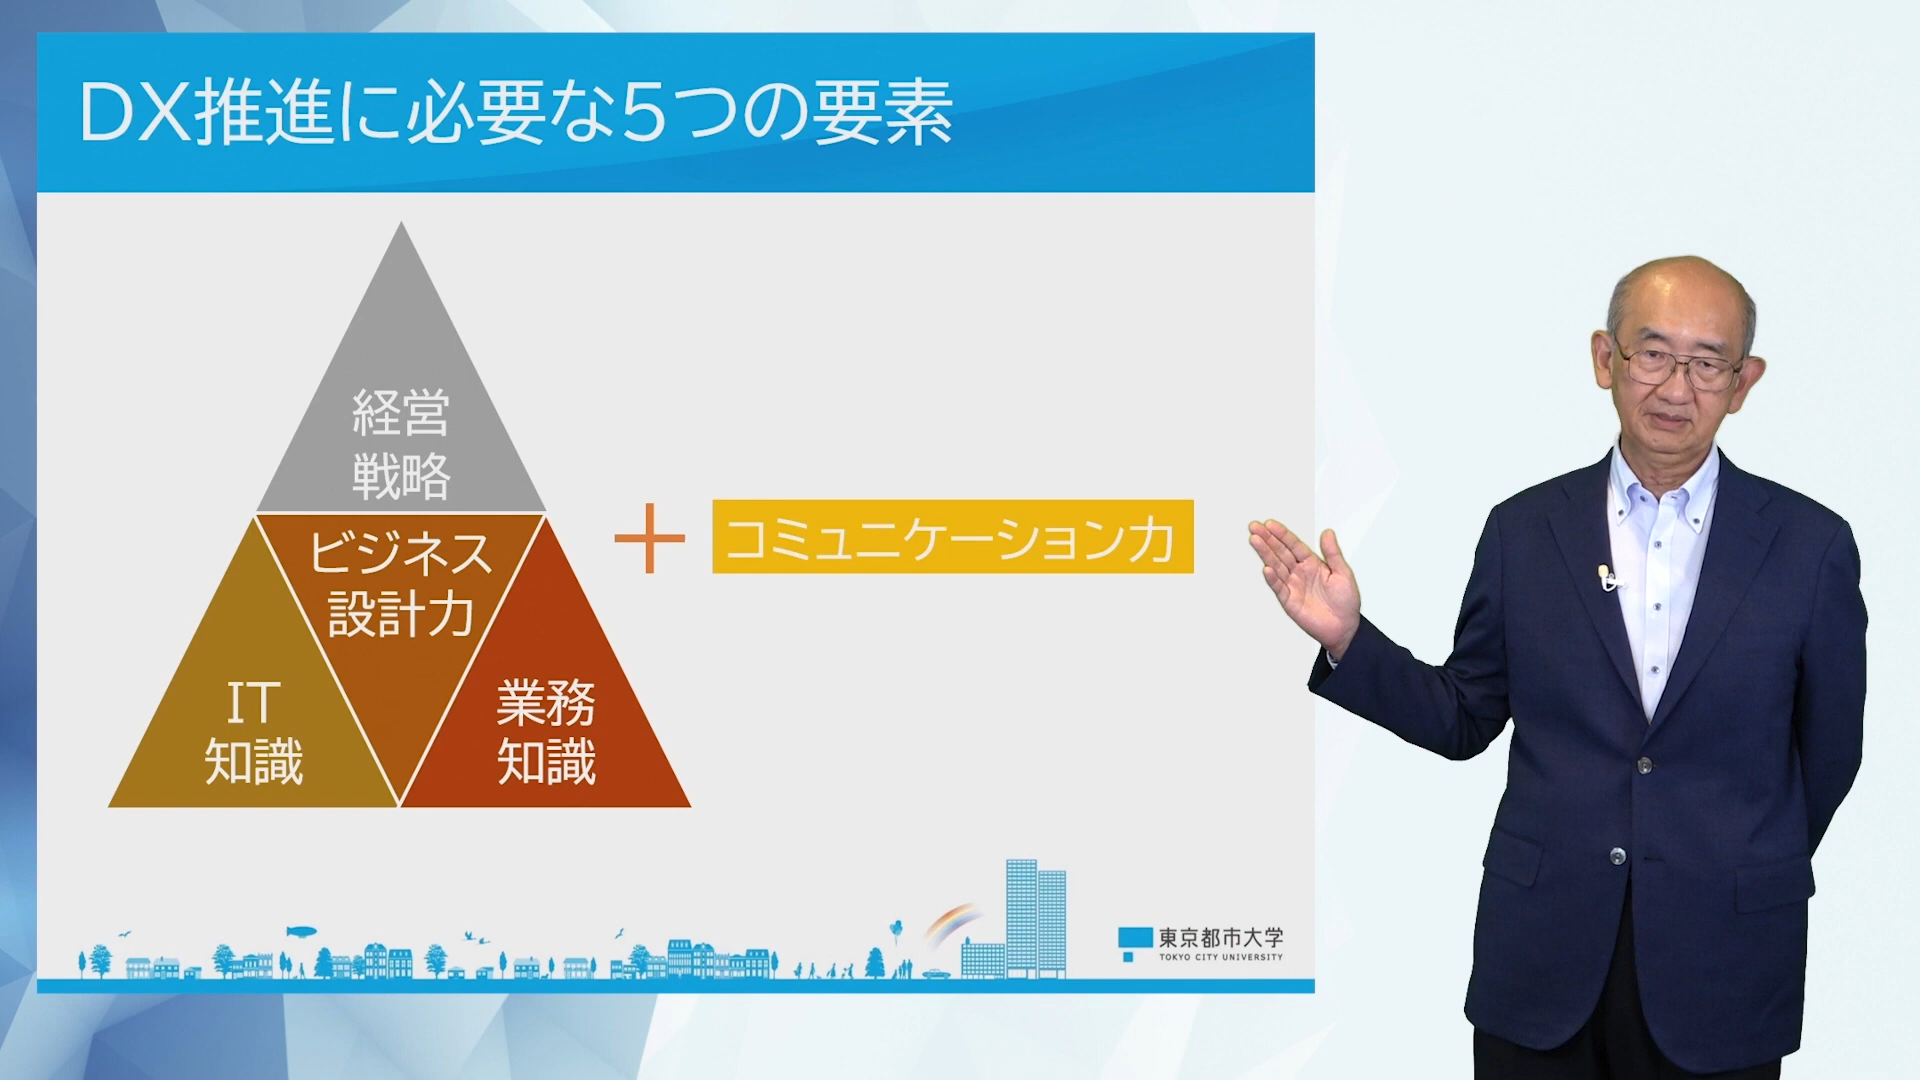 DX推進に必要な5つの要素
経営
戦略
ビジネス
設計力
IT
知識
業務
知識
+
コミュニケーション力
東京都市大学
TOKYO CITY UNIVERSITY